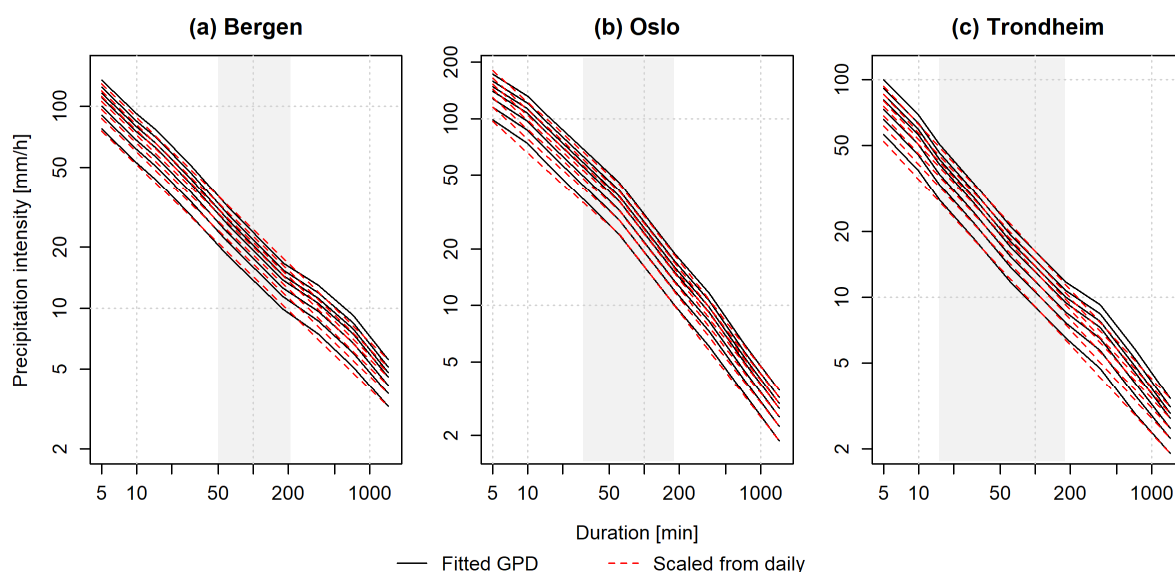 (a) Bergen
(b) Oslo
(c) Trondheim
Precipitation intensity [mm/h]
100
50
20
10
5
2
5 10 50 200 1000
200
100
50
20
10
5
2
5 10 50 200 1000
100
50
20
10
5
2
5 10 50 200 1000
Duration [min]
Fitted GPD Scaled from daily